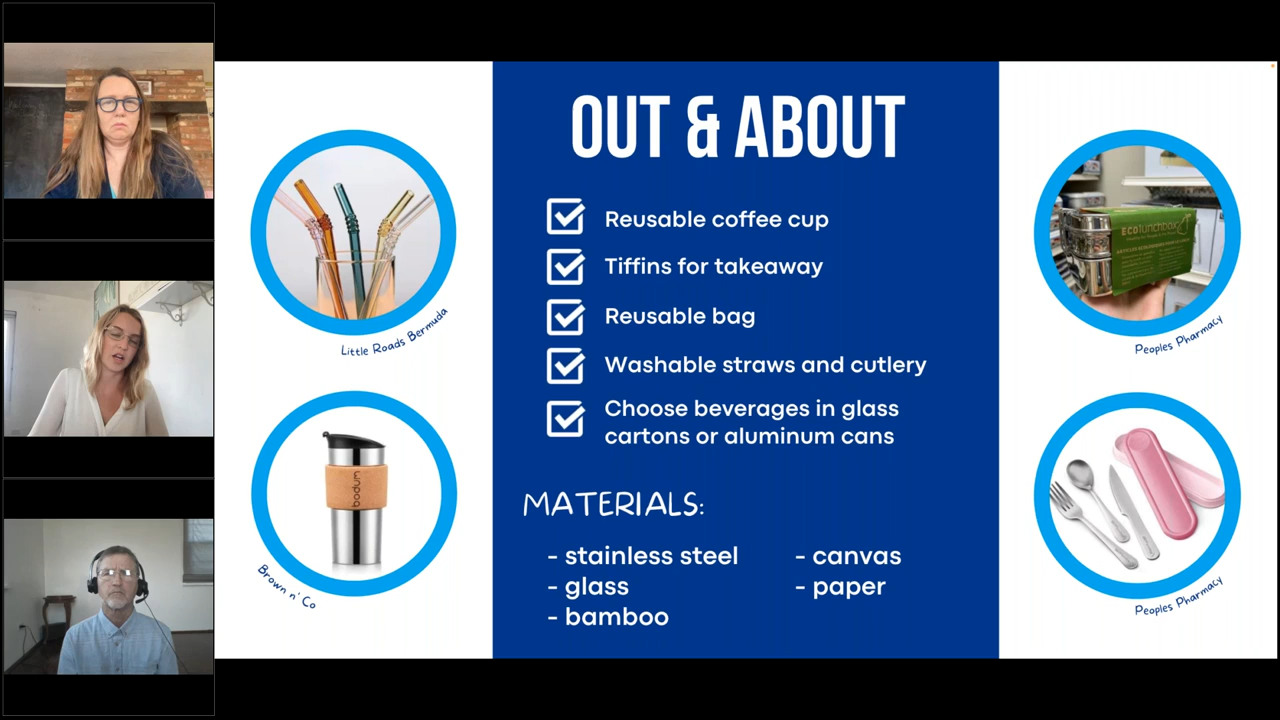 OUT & ABOUT
Reusable coffee cup
Tiffins for takeaway
Reusable bag
Washable straws and cutlery
Choose beverages in glass
cartons or aluminum cans
MATERIALS:
- stainless steel
- glass
- bamboo
- canvas
- paper
Little Roads Bermuda
bodum
Brown n' Co
ECOlunchbox
Peoples Pharmacy
Peoples Pharmacy